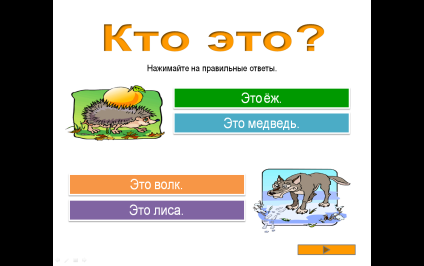 Кто это?
Нажимайте на правильные ответы.
Это ёж.
Это медведь.
Это волк.
Это лиса.